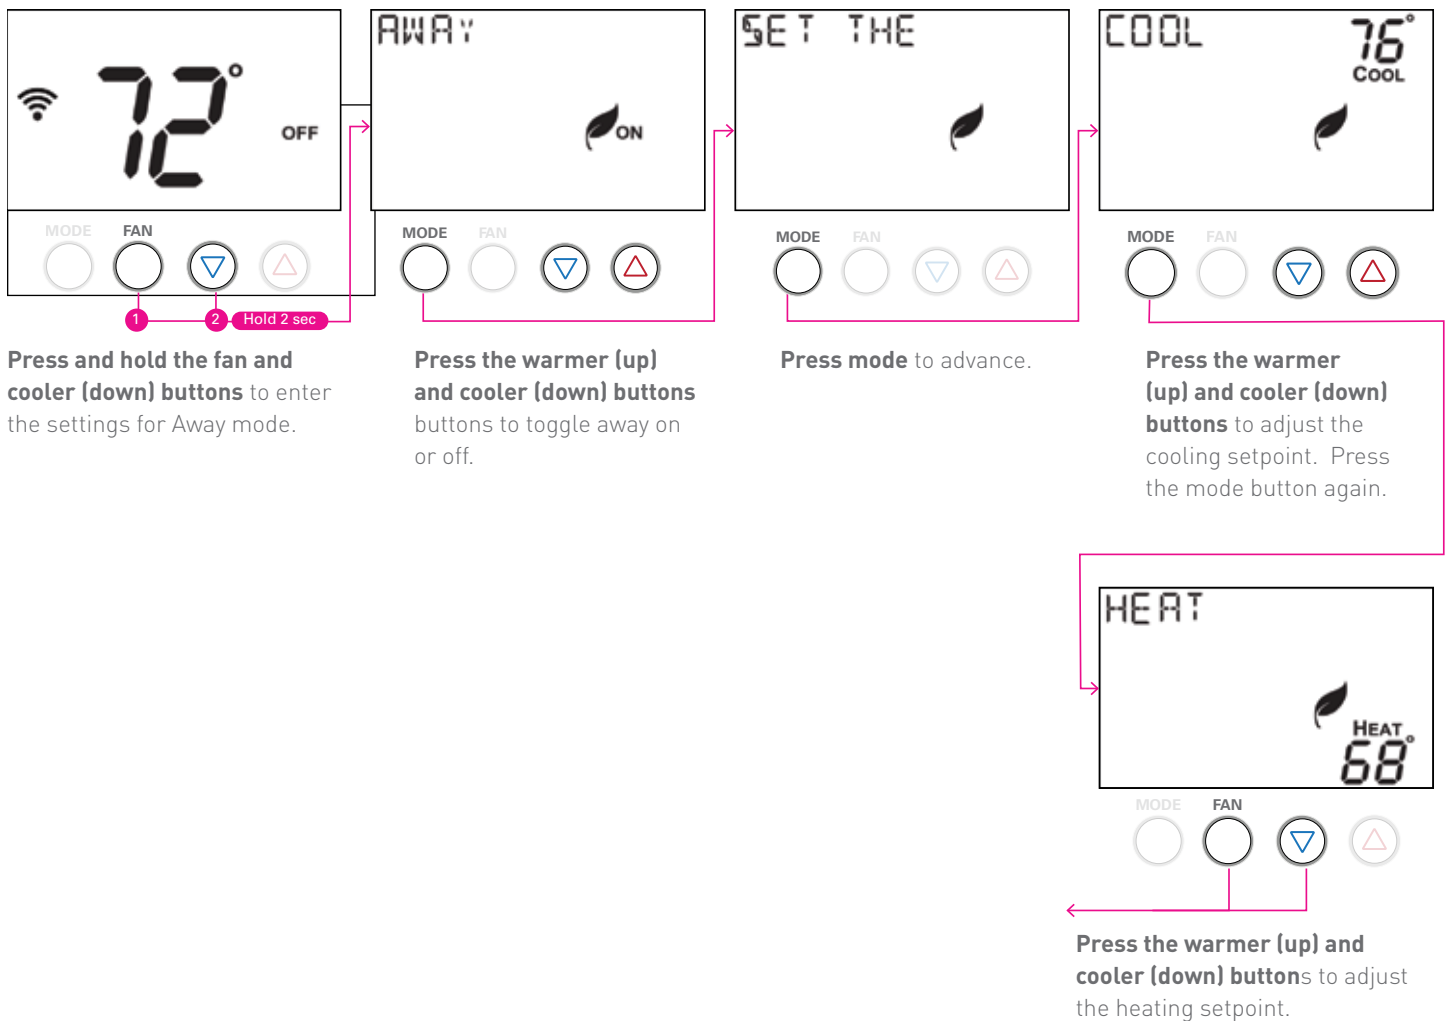 72°
OFF
MODE FAN
1 2 Hold 2 sec
Press and hold the fan and
cooler (down) buttons to enter
the settings for Away mode.
AWAY
ON
MODE FAN
Press the warmer (up)
and cooler (down) buttons
buttons to toggle away on
or off.
SET THE
MODE FAN
Press mode to advance.
COOL 76°
COOL
MODE FAN
Press the warmer
(up) and cooler (down)
buttons to adjust the
cooling setpoint. Press
the mode button again.
HEAT
HEAT
68°
MODE FAN
Press the warmer (up) and
cooler (down) buttons to adjust
the heating setpoint.